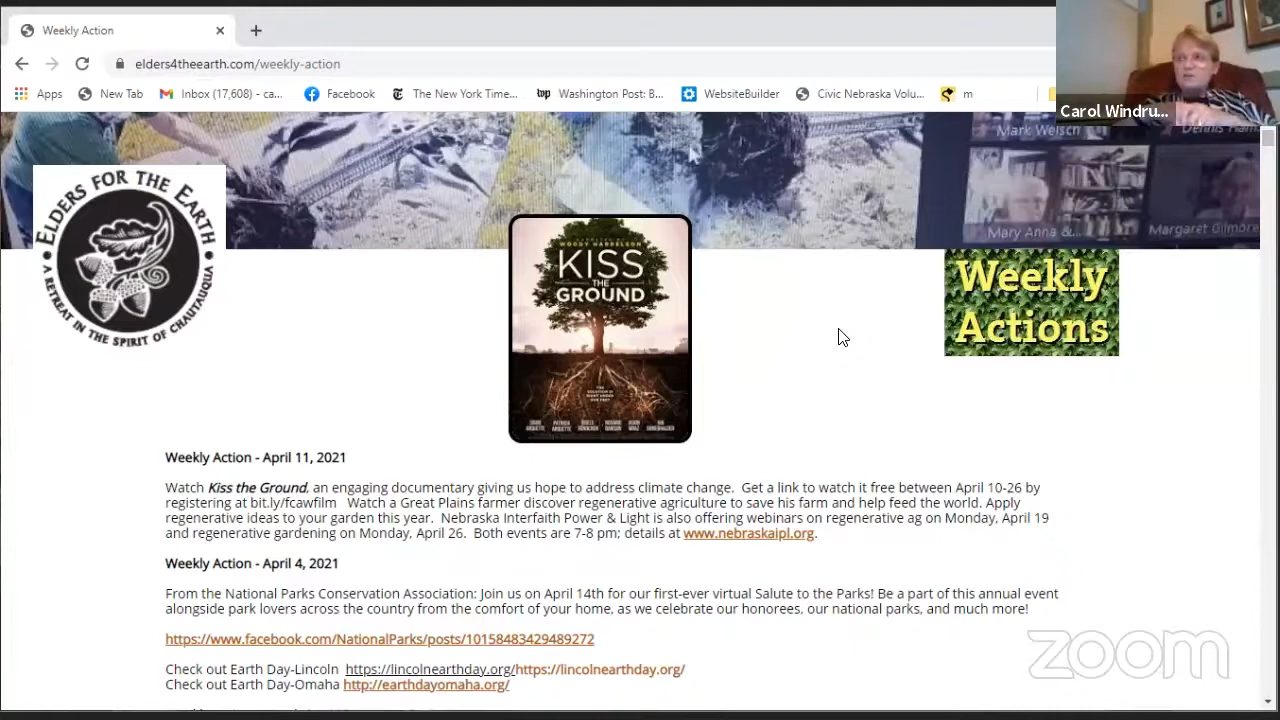 Weekly Action
elders4theearth.com/weekly-action
Apps New Tab Inbox (17,608) - ca... Facebook The New York Time... Washington Post: B... WebsiteBuilder Civic Nebraska Volu... m
Carol Windru...
Mark Welsch Dennis Ham
Mary Anna &... Margaret Gilmore
ELDERS FOR THE EARTH
A RETREAT IN THE SPIRIT OF CHAUTAUQUA
WOODY HARRELSON
KISS
THE
GROUND
Weekly
Actions
Weekly Action - April 11, 2021
Watch Kiss the Ground, an engaging documentary giving us hope to address climate change. Get a link to watch it free between April 10-26 by
registering at bit.ly/fcawfilm Watch a Great Plains farmer discover regenerative agriculture to save his farm and help feed the world. Apply
regenerative ideas to your garden this year. Nebraska Interfaith Power & Light is also offering webinars on regenerative ag on Monday, April 19
and regenerative gardening on Monday, April 26. Both events are 7-8 pm; details at www.nebraskaipl.org.
Weekly Action - April 4, 2021
From the National Parks Conservation Association: Join us on April 14th for our first-ever virtual Salute to the Parks! Be a part of this annual event
alongside park lovers across the country from the comfort of your home, as we celebrate our honorees, our national parks, and much more!
https://www.facebook.com/NationalParks/posts/10158483429489272
Check out Earth Day-Lincoln https://lincolnearthday.org/https://lincolnearthday.org/
Check out Earth Day-Omaha http://earthdayomaha.org/
zoom